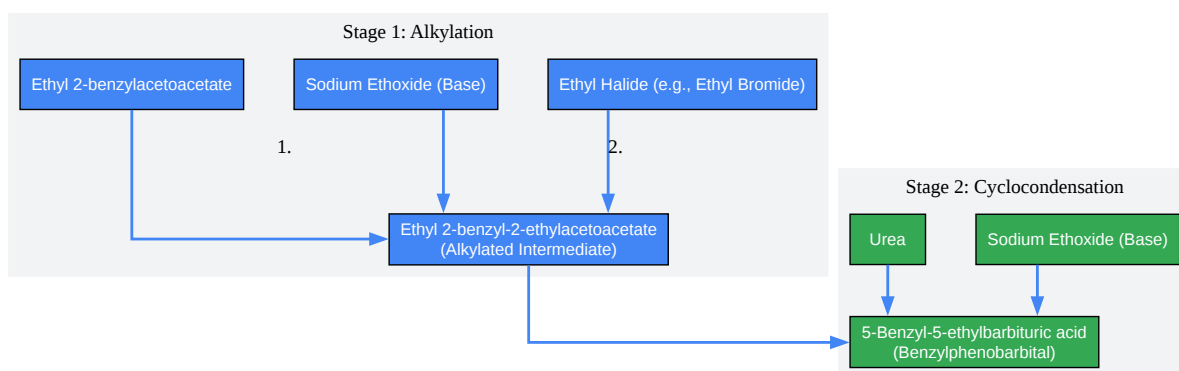 Stage 1: Alkylation
Ethyl 2-benzylacetoacetate
Sodium Ethoxide (Base)
Ethyl Halide (e.g., Ethyl Bromide)
1.
2.
Ethyl 2-benzyl-2-ethylacetoacetate
(Alkylated Intermediate)
Stage 2: Cyclocondensation
Urea
Sodium Ethoxide (Base)
5-Benzyl-5-ethylbarbituric acid
(Benzylphenobarbital)